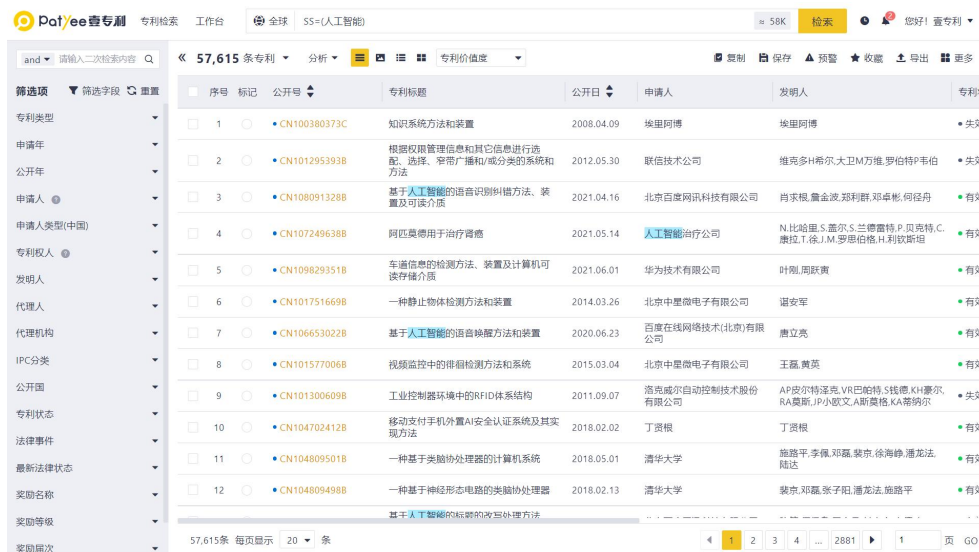 Patyee壹专利 专利检索 工作台 全球 SS=(人工智能) ≈ 58K 检索 2 您好！壹专利
and 请输入二次检索内容 57,615 条专利 分析 专利价值度 复制 保存 预警 收藏 导出 更多
筛选项 筛选字段 重置 序号 标记 公开号 专利标题 公开日 申请人 发明人
专利类型
申请年
公开年
申请人
申请人类型(中国)
专利权人
发明人
代理人
代理机构
IPC分类
公开国
专利状态
法律事件
最新法律状态
奖励名称
奖励等级
奖励届次
1 CN100380373C 知识系统方法和装置 2008.04.09 埃里阿博 埃里阿博
2 CN101295393B 根据权限管理信息和其它信息进行选
配、选择、窄带广播和/或分类的系统和
方法 2012.05.30 联信技术公司 维克多H希尔,大卫M万维,罗伯特P韦伯
3 CN108091328B 基于人工智能的语音识别纠错方法、装
置及可读介质 2021.04.16 北京百度网讯科技有限公司 肖求根,詹金波,郑利群,邓卓彬,何径舟
4 CN107249638B 阿匹莫德用于治疗肾癌 2021.05.14 人工智能治疗公司 N.比哈里,S.盖尔,S.兰德雷特,P.贝克特,C.
康拉,T.徐,J.M.罗思伯格,H.利钦斯坦
5 CN109829351B 车道信息的检测方法、装置及计算机可
读存储介质 2021.06.01 华为技术有限公司 叶刚,周跃寅
6 CN101751669B 一种静止物体检测方法和装置 2014.03.26 北京中星微电子有限公司 谌安军
7 CN106653022B 基于人工智能的语音唤醒方法和装置 2020.06.23 百度在线网络技术(北京)有限
公司 唐立亮
8 CN101577006B 视频监控中的徘徊检测方法和系统 2015.03.04 北京中星微电子有限公司 王磊,黄英
9 CN101300609B 工业控制器环境中的RFID体系结构 2011.09.07 洛克威尔自动控制技术股份
有限公司 AP皮尔特泽克,VR巴帕特,S钱德,KH豪尔,
RA莫斯,JP小欧文,A斯莫格,KA蒂纳尔
10 CN104702412B 移动支付手机外置AI安全认证系统及其实
现方法 2018.02.02 丁贤根 丁贤根
11 CN104809501B 一种基于类脑协处理器的计算机系统 2018.05.01 清华大学 施路平,李佩,邓磊,裴京,徐海峥,潘龙法,
陆达
12 CN104809498B 一种基于神经形态电路的类脑协处理器 2018.02.13 清华大学 裴京,邓磊,张子阳,潘龙法,施路平
基于人工智能的标题的改写处理方法
57,615条 每页显示 20 条 1 2 3 4 ... 2881 1 页 GO